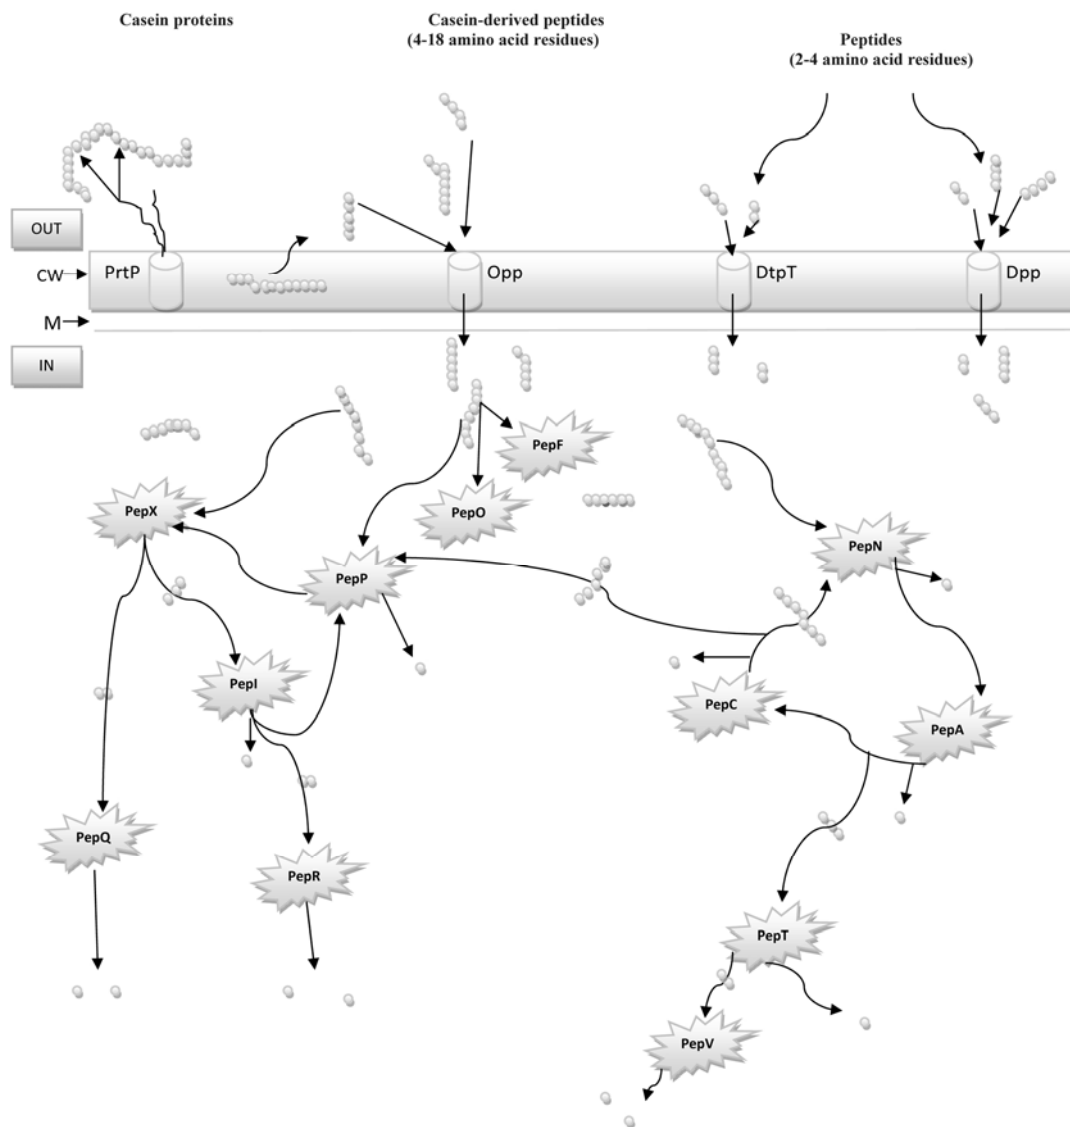 Casein proteins
Casein-derived peptides
(4-18 amino acid residues)
Peptides
(2-4 amino acid residues)
OUT
CW
PrtP
Opp
DtpT
Dpp
M
IN
PepF
PepX
PepO
PepN
PepP
PepI
PepC
PepA
PepQ
PepR
PepT
PepV